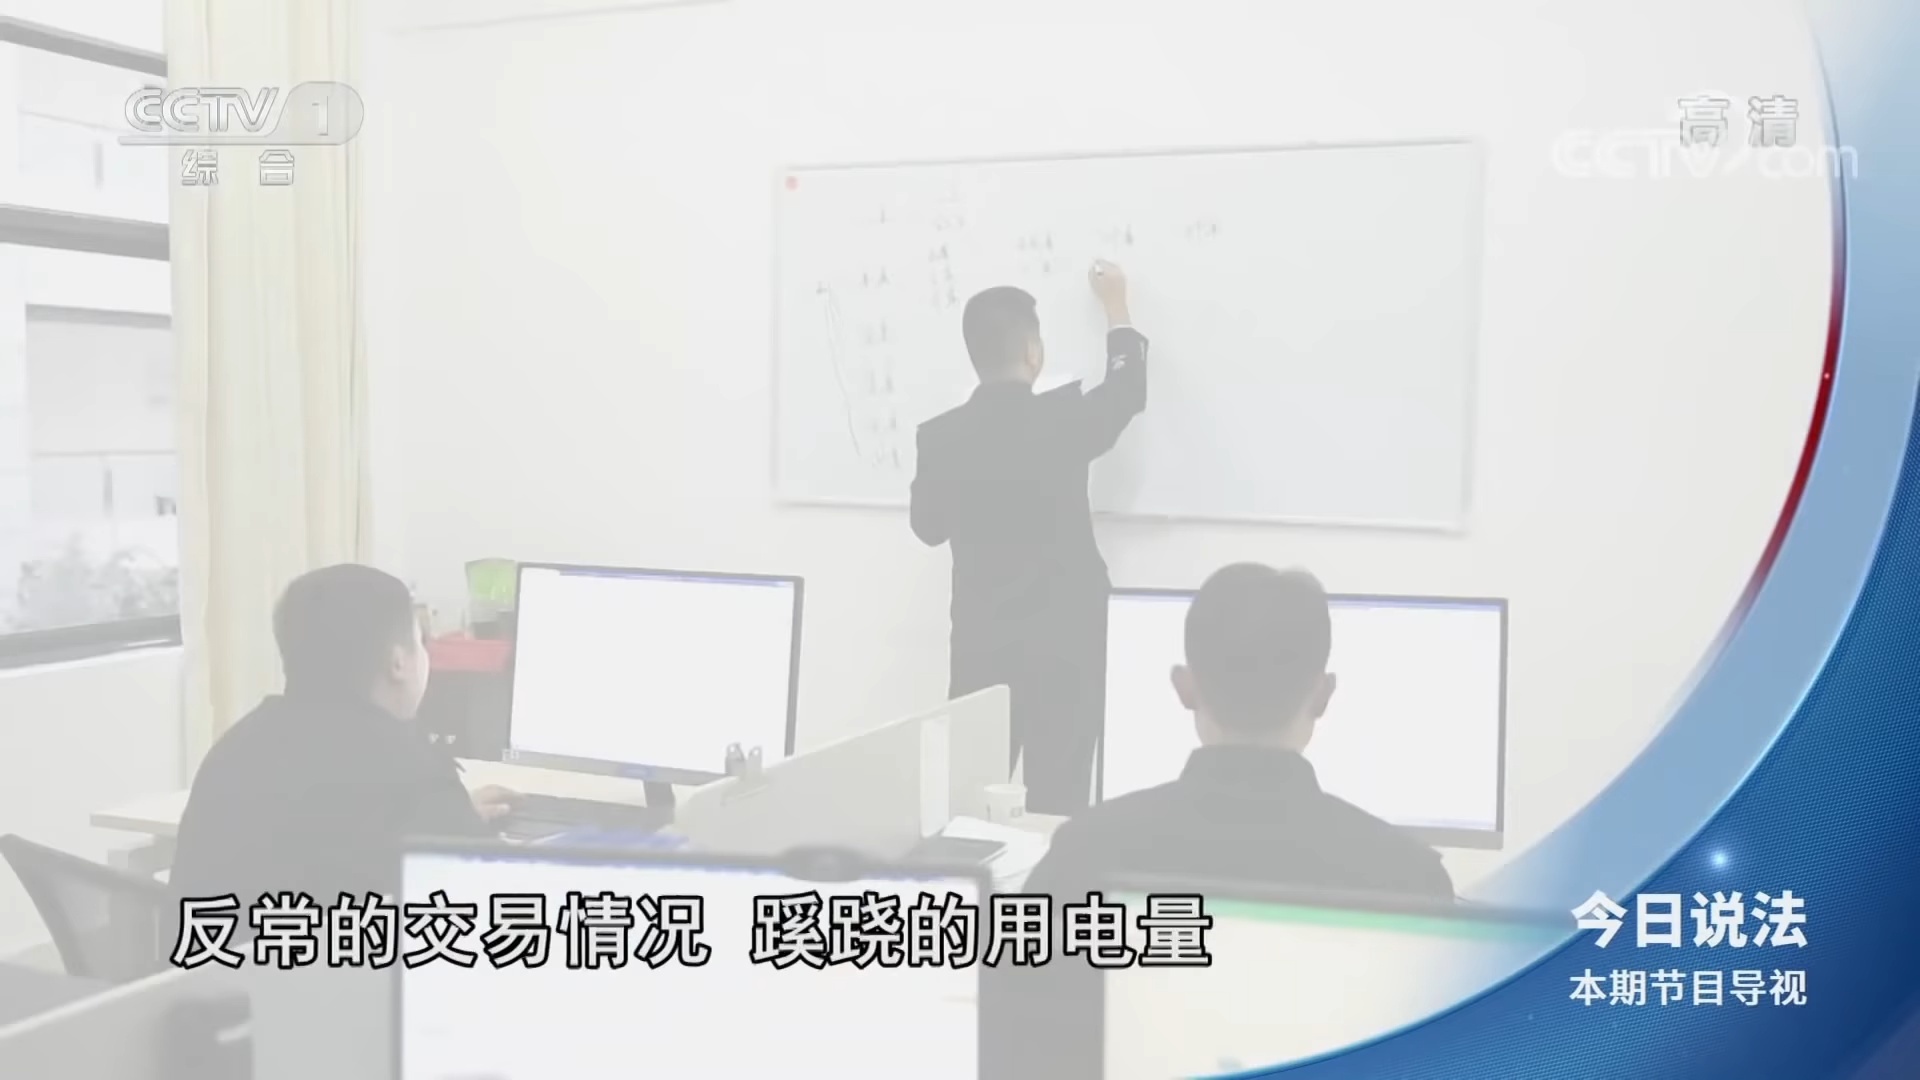 CCTV 1
综 合
高 清
CCTV.com
反常的交易情况 蹊跷的用电量
今日说法
本期节目导视